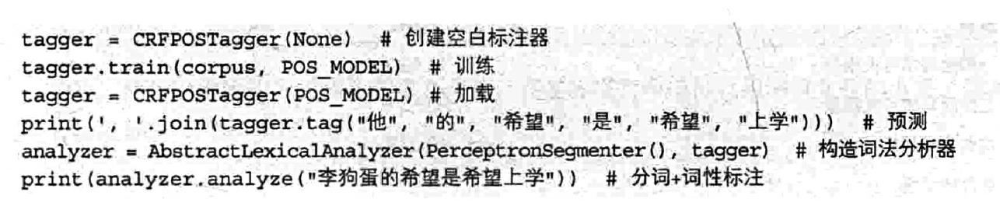 tagger = CRFPOSTagger(None)  # 创建空白标注器
tagger.train(corpus, POS_MODEL)  # 训练
tagger = CRFPOSTagger(POS_MODEL) # 加载
print(', '.join(tagger.tag("他", "的", "希望", "是", "希望", "上学")))  # 预测
analyzer = AbstractLexicalAnalyzer(PerceptronSegmenter(), tagger)  # 构造词法分析器
print(analyzer.analyze("李狗蛋的希望是希望上学"))  # 分词+词性标注